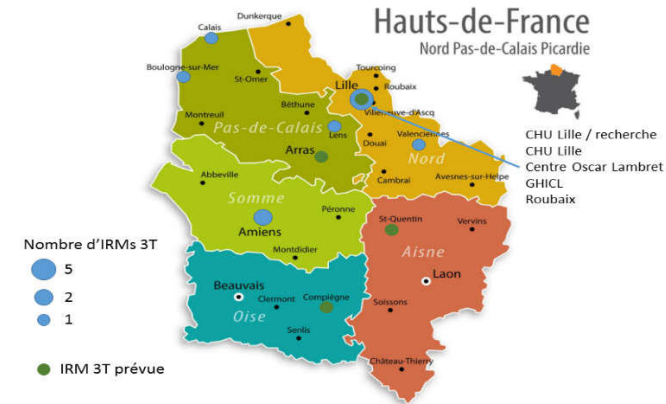 Hauts-de-France
Nord Pas-de-Calais Picardie
Dunkerque
Calais
Boulogne-sur-Mer
St-Omer
Tourcoing
Lille
Roubaix
Villeneuve-d'Ascq
Montreuil
Béthune
Pas-de-Calais
Lens
Douai
Valenciennes
Nord
Arras
Cambrai
Avesnes-sur-Helpe
CHU Lille / recherche
CHU Lille
Centre Oscar Lambret
GHICL
Roubaix
Abbeville
Somme
Péronne
Amiens
St-Quentin
Vervins
Montdidier
Aisne
Laon
Nombre d'IRMs 3T
5
2
1
IRM 3T prévue
Beauvais
Clermont
Compiègne
Oise
Senlis
Soissons
Château-Thierry